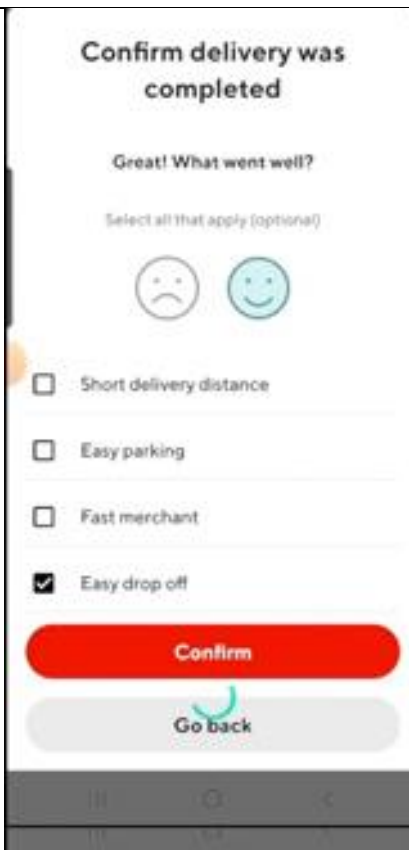 Confirm delivery was
completed
Great! What went well?
Select all that apply (optional)
Short delivery distance
Easy parking
Fast merchant
Easy drop off
Confirm
Go back